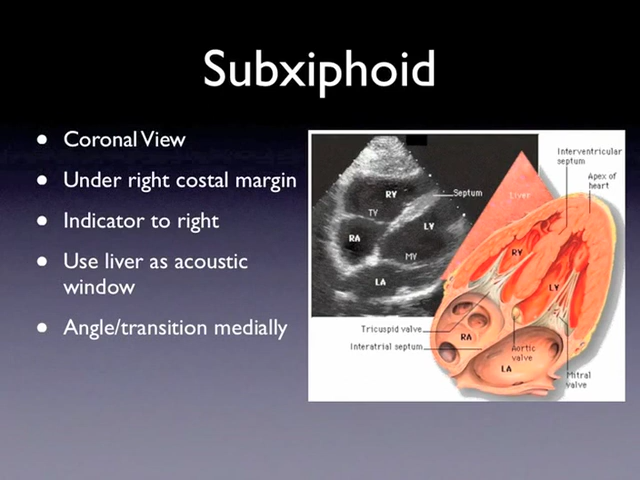 Subxiphoid
• Coronal View
• Under right costal margin
• Indicator to right
• Use liver as acoustic
window
• Angle/transition medially
RV
TV
Septum
LV
RA
MV
LA
Liver
Interventricular
septum
Apex of
heart
RV
LV
Tricuspid valve
RA
Interatrial septum
Aortic
valve
LA
Mitral
valve